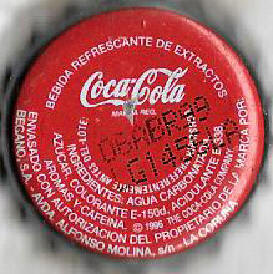 BEBIDA REFRESCANTE DE EXTRACTOS
Coca-Cola
MARCA REG.
06ABR99
LG1454
INGREDIENTES: AGUA CARBONATADA,
AZUCAR, COLORANTE E-150d, ACIDULANTE E-338,
AROMAS Y CAFEINA. © 1996 THE COCA-COLA COMPANY
ENVASADO CON AUTORIZACION DEL PROPIETARIO DE LA MARCA POR:
BEGANO, S.A. - AVDA. ALFONSO MOLINA, s/n - LA CORUÑA